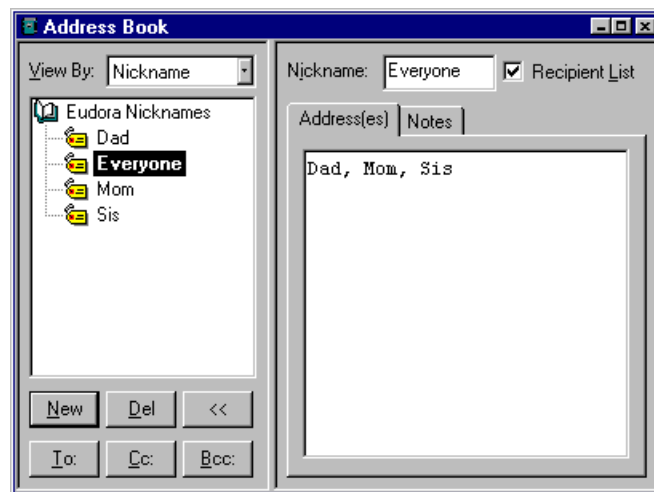 Address Book
View By: Nickname
Eudora Nicknames
Dad
Everyone
Mom
Sis
New Del <<
To: Cc: Bcc:
Nickname: Everyone Recipient List
Address(es) Notes
Dad, Mom, Sis